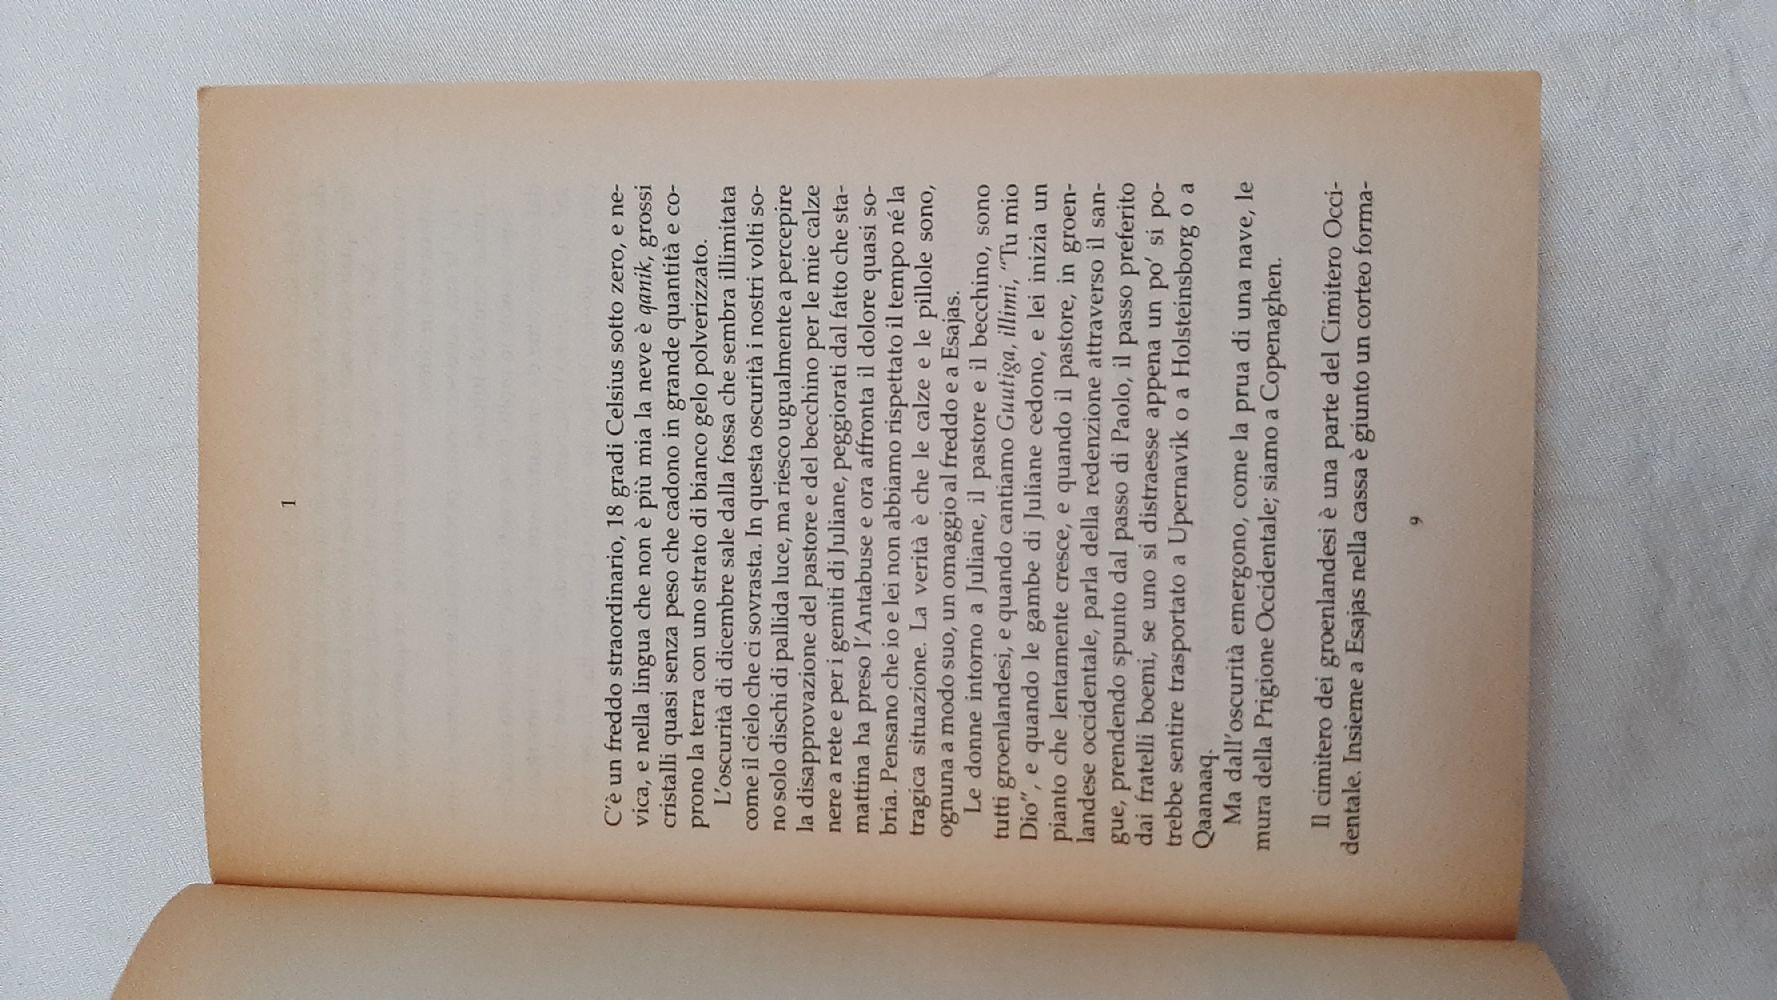 1
C'è un freddo straordinario, 18 gradi Celsius sotto zero, e ne-
vica, e nella lingua che non è più mia la neve è qanik, grossi
cristalli quasi senza peso che cadono in grande quantità e co-
prono la terra con uno strato di bianco gelo polverizzato.
L'oscurità di dicembre sale dalla fossa che sembra illimitata
come il cielo che ci sovrasta. In questa oscurità i nostri volti so-
no solo dischi di pallida luce, ma riesco ugualmente a percepire
la disapprovazione del pastore e del becchino per le mie calze
nere a rete e per i gemiti di Juliane, peggiorati dal fatto che sta-
mattina ha preso l'Antabuse e ora affronta il dolore quasi so-
bria. Pensano che io e lei non abbiamo rispettato il tempo né la
tragica situazione. La verità è che le calze e le pillole sono,
ognuna a modo suo, un omaggio al freddo e a Esajas.
Le donne intorno a Juliane, il pastore e il becchino, sono
tutti groenlandesi, e quando cantiamo Guutiga, illimi, “Tu mio
Dio”, e quando le gambe di Juliane cedono, e lei inizia un
pianto che lentamente cresce, e quando il pastore, in groen-
landese occidentale, parla della redenzione attraverso il san-
gue, prendendo spunto dal passo di Paolo, il passo preferito
dai fratelli boemi, se uno si distraesse appena un po' si po-
trebbe sentire trasportato a Upernavik o a Holsteinsborg o a
Qaanaaq.
Ma dall'oscurità emergono, come la prua di una nave, le
mura della Prigione Occidentale; siamo a Copenaghen.
Il cimitero dei groenlandesi è una parte del Cimitero Occi-
dentale. Insieme a Esajas nella cassa è giunto un corteo forma-
9